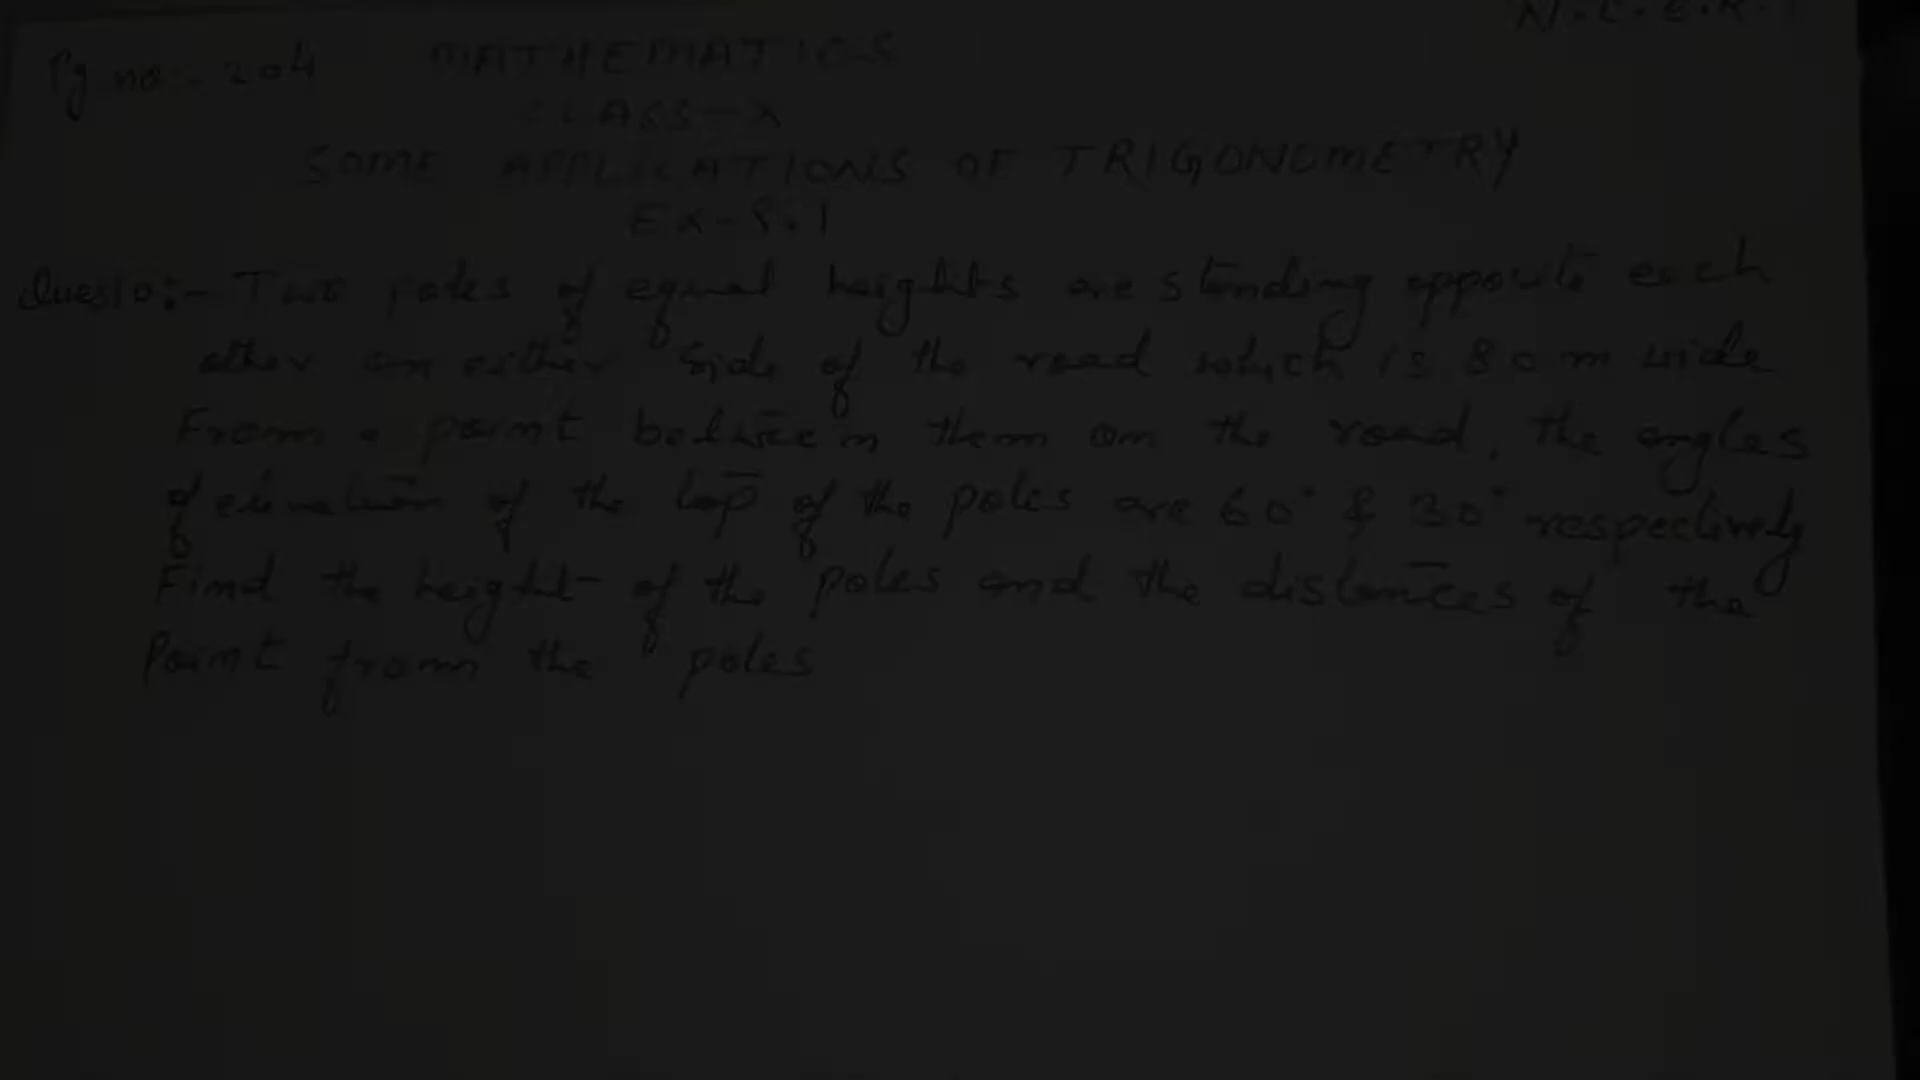 N.C.E.R.T
Pg no - 204 MATHEMATICS
CLASS-X
SOME APPLICATIONS OF TRIGONOMETRY
EX-9.1
Ques10:- Two poles of equal heights are standing opposite each
other on either side of the road which is 80 m wide
From a point between them on the road, the angles
of elevation of the top of the poles are 60° & 30° respectively
Find the height of the poles and the distances of the
Point from the poles